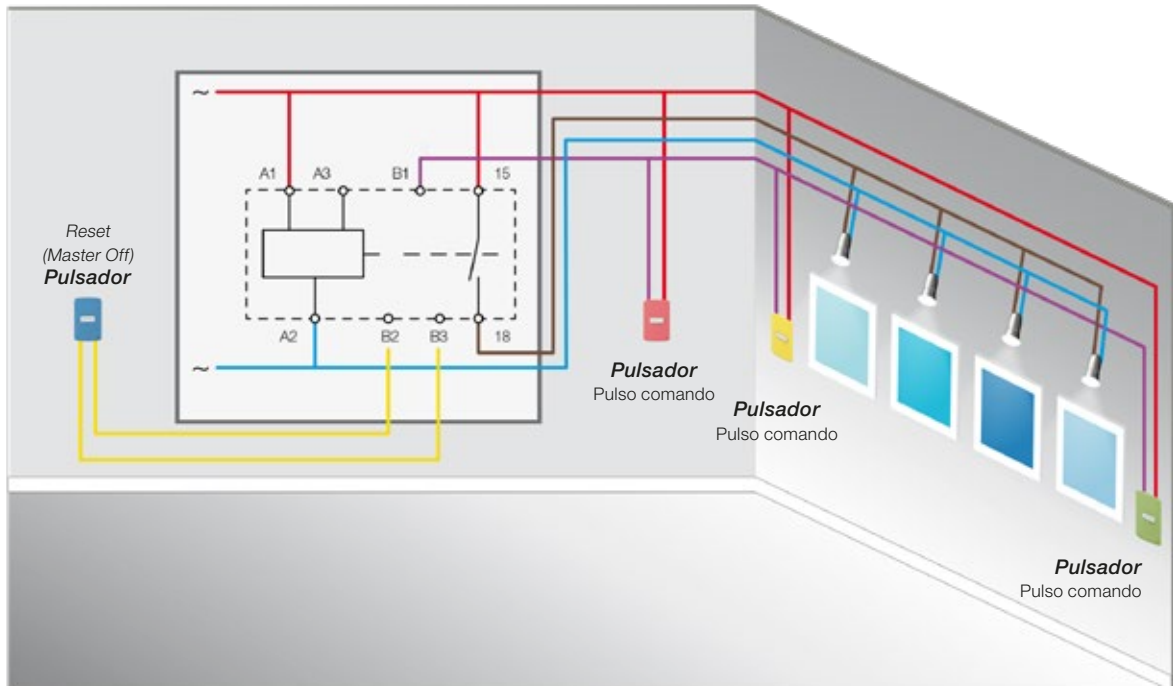 ~
A1
A3
B1
15
Reset
(Master Off)
Pulsador
A2
B2
B3
18
~
Pulsador
Pulso comando
Pulsador
Pulso comando
Pulsador
Pulso comando